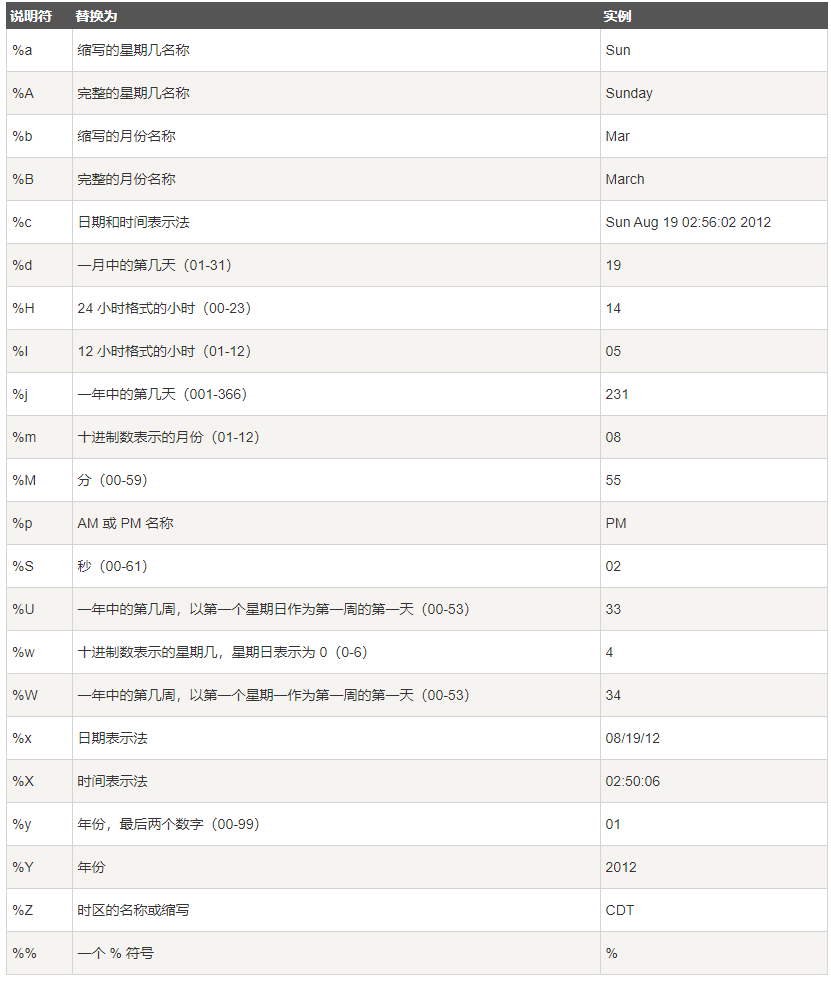 说明符 替换为 实例
%a 缩写的星期几名称 Sun
%A 完整的星期几名称 Sunday
%b 缩写的月份名称 Mar
%B 完整的月份名称 March
%c 日期和时间表示法 Sun Aug 19 02:56:02 2012
%d 一月中的第几天（01-31） 19
%H 24 小时格式的小时（00-23） 14
%I 12 小时格式的小时（01-12） 05
%j 一年中的第几天（001-366） 231
%m 十进制数表示的月份（01-12） 08
%M 分（00-59） 55
%p AM 或 PM 名称 PM
%S 秒（00-61） 02
%U 一年中的第几周，以第一个星期日作为第一周的第一天（00-53） 33
%w 十进制数表示的星期几，星期日表示为 0（0-6） 4
%W 一年中的第几周，以第一个星期一作为第一周的第一天（00-53） 34
%x 日期表示法 08/19/12
%X 时间表示法 02:50:06
%y 年份，最后两个数字（00-99） 01
%Y 年份 2012
%Z 时区的名称或缩写 CDT
%% 一个 % 符号 %